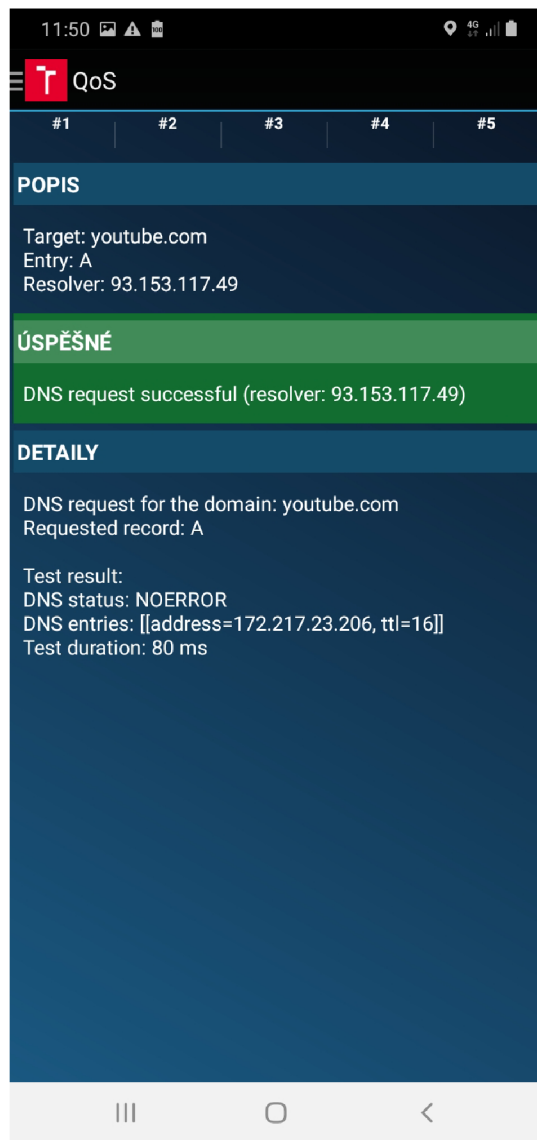 11:50
4G
QoS
#1 #2 #3 #4 #5
POPIS
Target: youtube.com
Entry: A
Resolver: 93.153.117.49
ÚSPĚŠNÉ
DNS request successful (resolver: 93.153.117.49)
DETAILY
DNS request for the domain: youtube.com
Requested record: A
Test result:
DNS status: NOERROR
DNS entries: [[address=172.217.23.206, ttl=16]]
Test duration: 80 ms